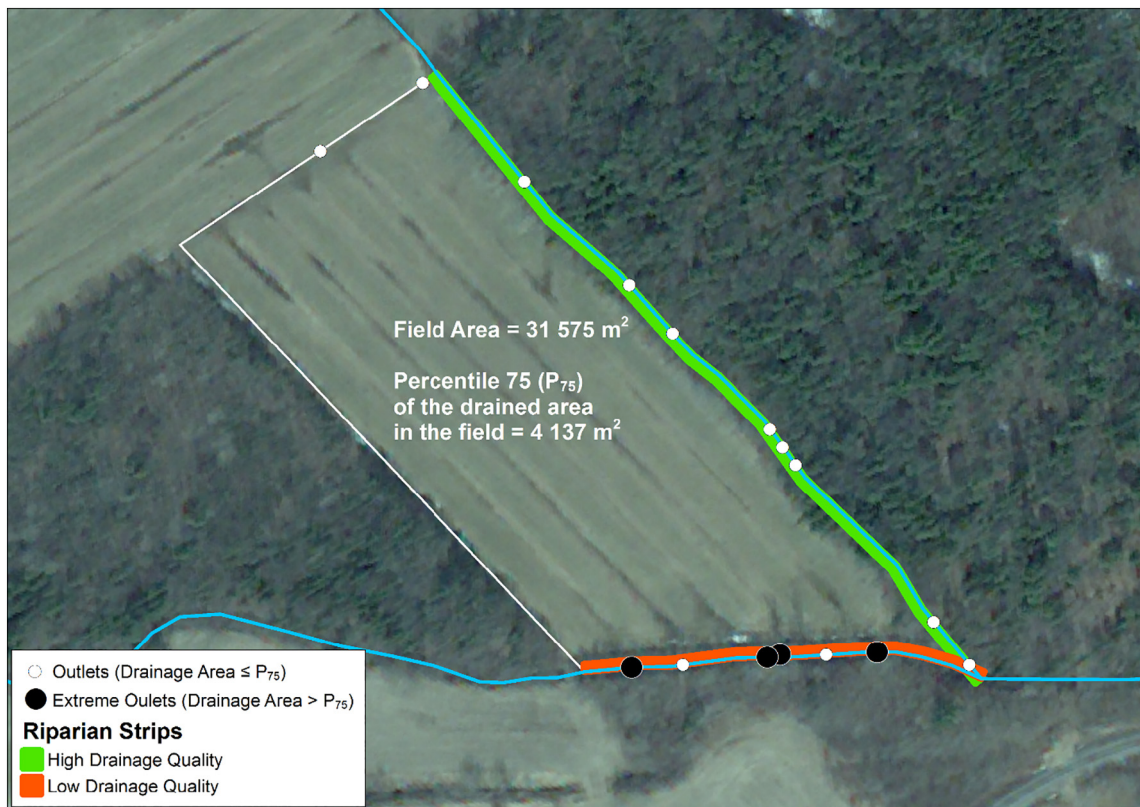 Field Area = 31 575 m²
Percentile 75 (P₇₅)
of the drained area
in the field = 4 137 m²
Outlets (Drainage Area ≤ P₇₅)
Extreme Oulets (Drainage Area > P₇₅)
Riparian Strips
High Drainage Quality
Low Drainage Quality